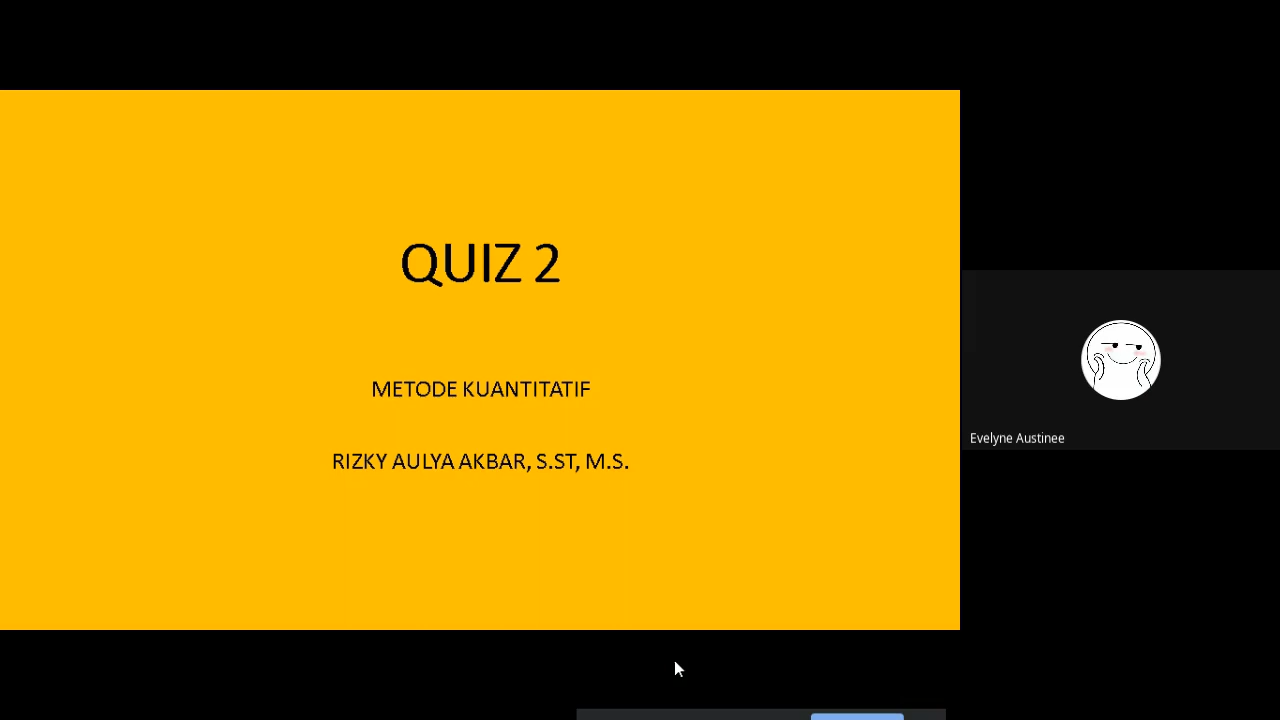 QUIZ 2
METODE KUANTITATIF
RIZKY AULYA AKBAR, S.ST, M.S.
Evelyne Austinee